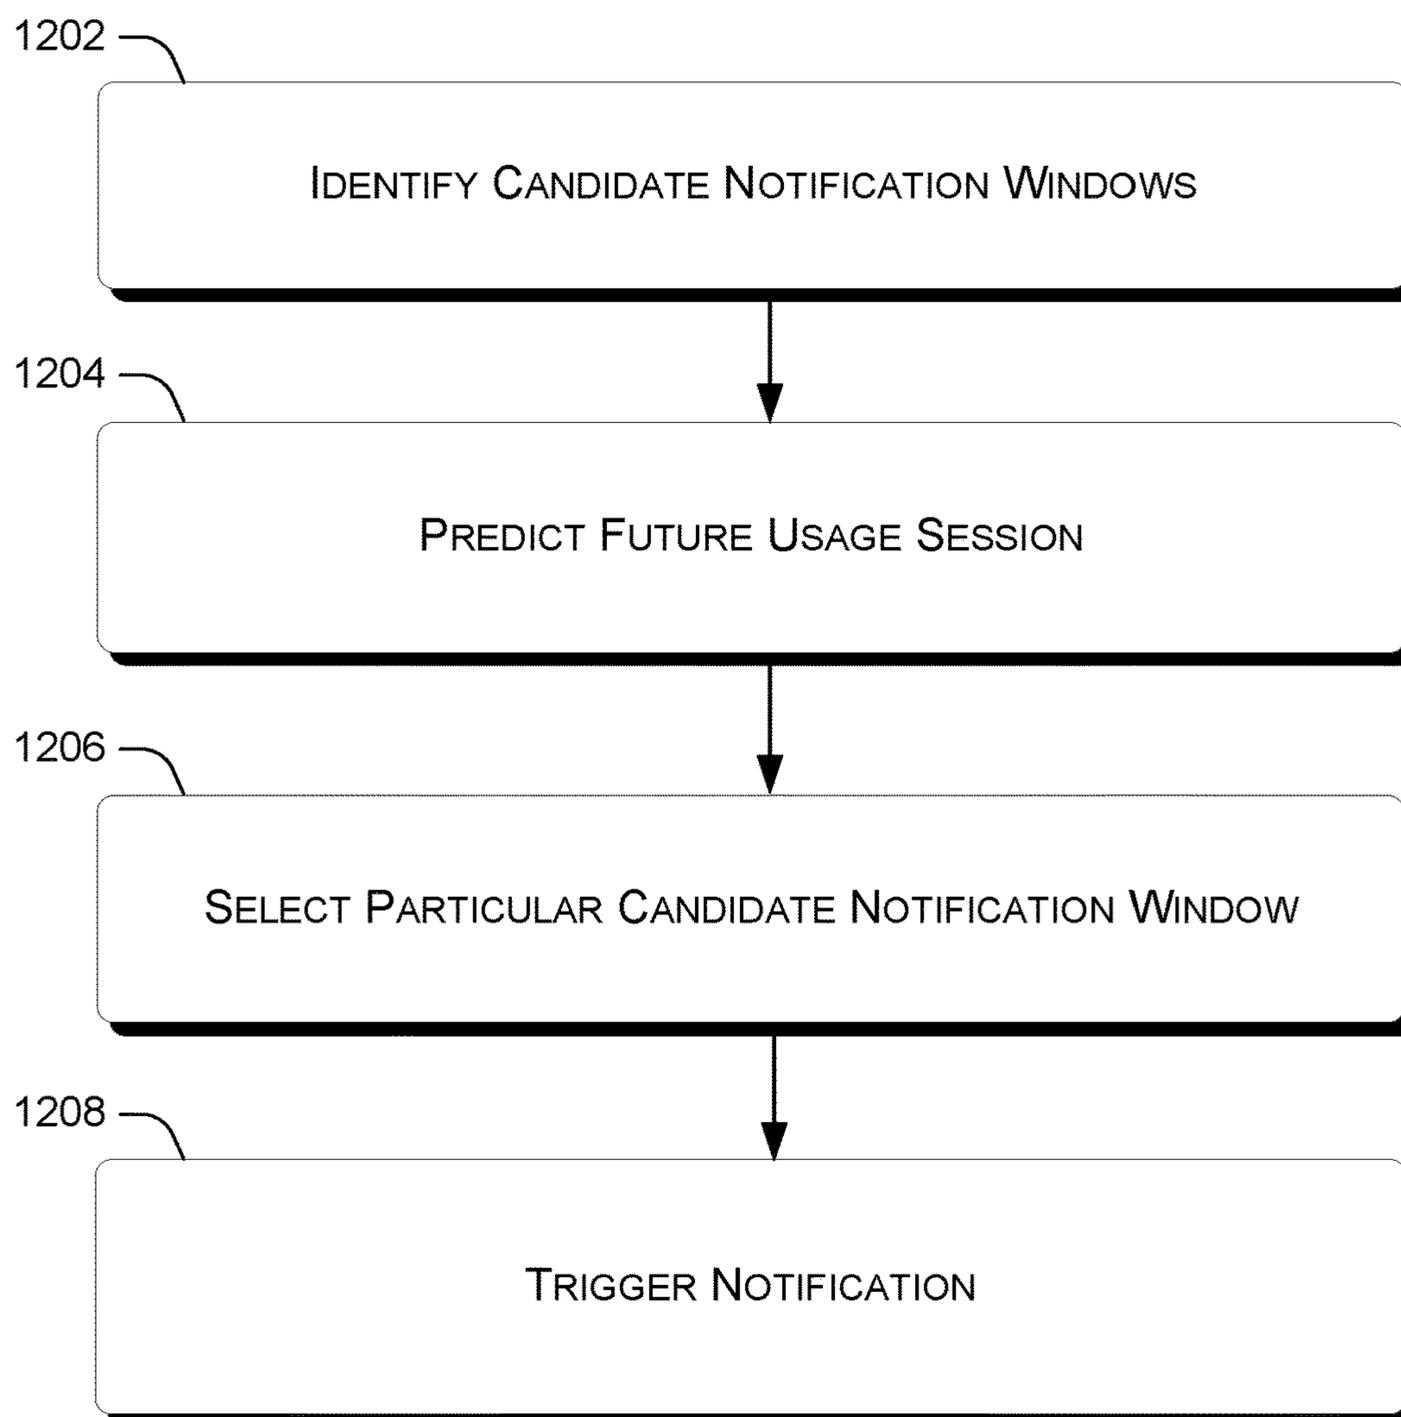 1202
IDENTIFY CANDIDATE NOTIFICATION WINDOWS
1204
PREDICT FUTURE USAGE SESSION
1206
SELECT PARTICULAR CANDIDATE NOTIFICATION WINDOW
1208
TRIGGER NOTIFICATION